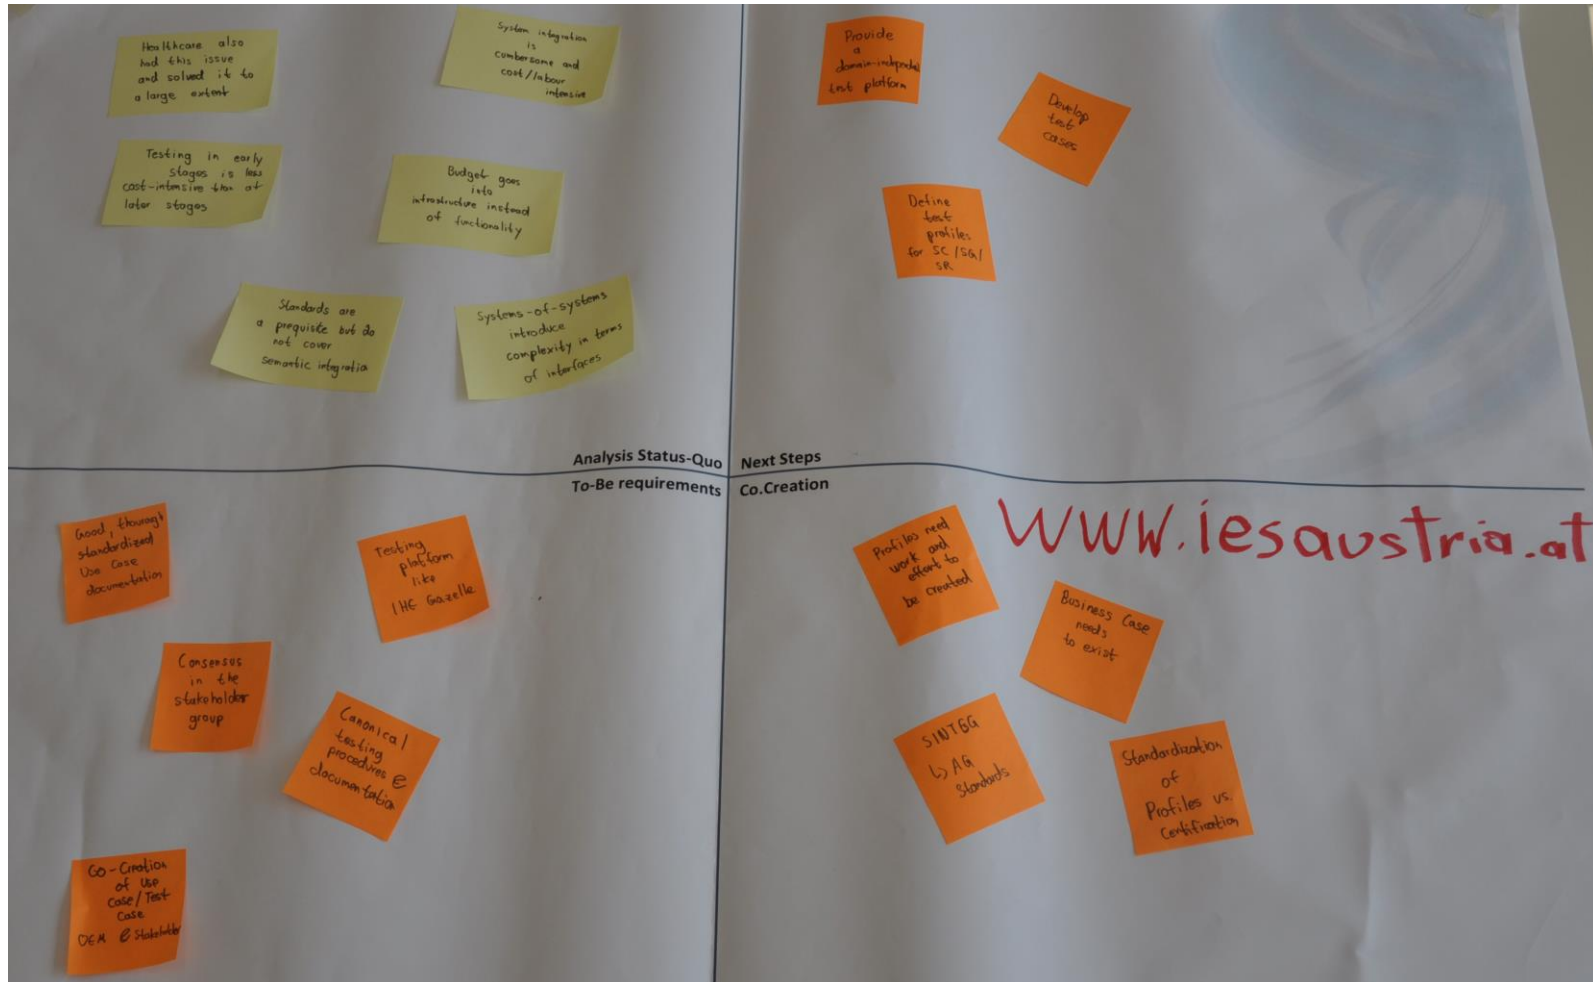 Healthcare also
had this issue
and solved it to
a large extent
System integration
is
cumbersome and
cost/labour
intensive
Testing in early
stages is less
cost-intensive than at
later stages
Budget goes
into
infrastructure instead
of functionality
Standards are
a prequisite but do
not cover
semantic integration
Systems-of-systems
introduce
complexity in terms
of interfaces
Analysis Status-Quo
Provide
a
domain-independent
test platform
Develop
test
cases
Define
test
profiles
for SC/SG/
SR
Next Steps
To-Be requirements
Good, thourough
standardized
Use Case
documentation
Testing
platform
like
IHE Gazelle
Consensus
in the
stakeholder
group
Canonical
testing
procedures &
documentation
Co-Creation
of Use
Case/Test
Case
OEM & Stakeholder
Co.Creation
www.iesaustria.at
Profiles need
work and
effort to
be created
Business Case
needs
to exist
SINTEG
↳ AG
Standards
Standardization
of
Profiles vs.
Certification